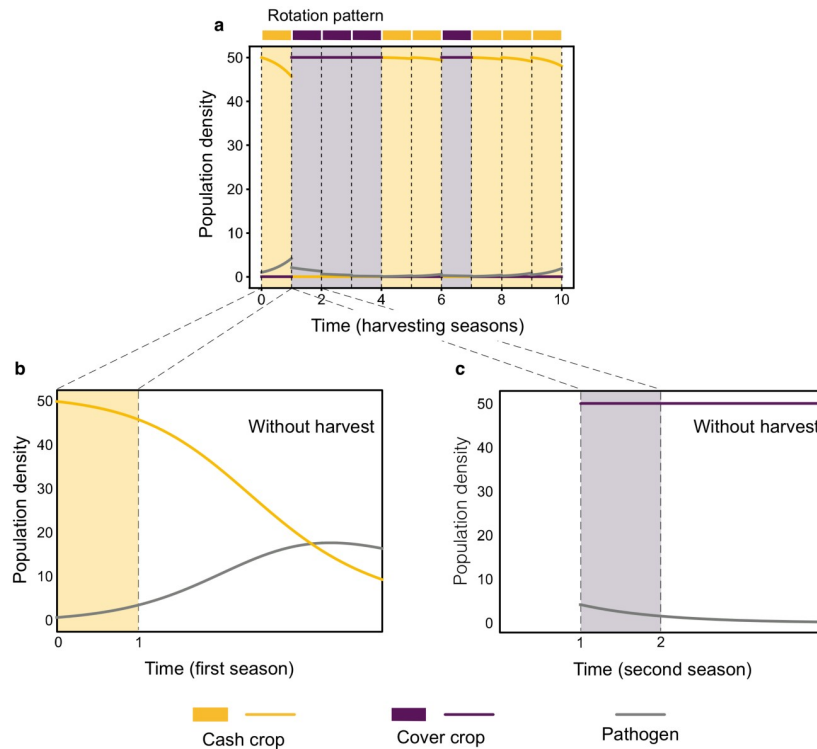 Rotation pattern
a
50
40
30
20
10
0
Population density
0 2 4 6 8 10
Time (harvesting seasons)
b
50
40
30
20
10
0
Population density
Without harvest
0 1
Time (first season)
c
50
40
30
20
10
0
Population density
Without harvest
1 2
Time (second season)
Cash crop
Cover crop
Pathogen